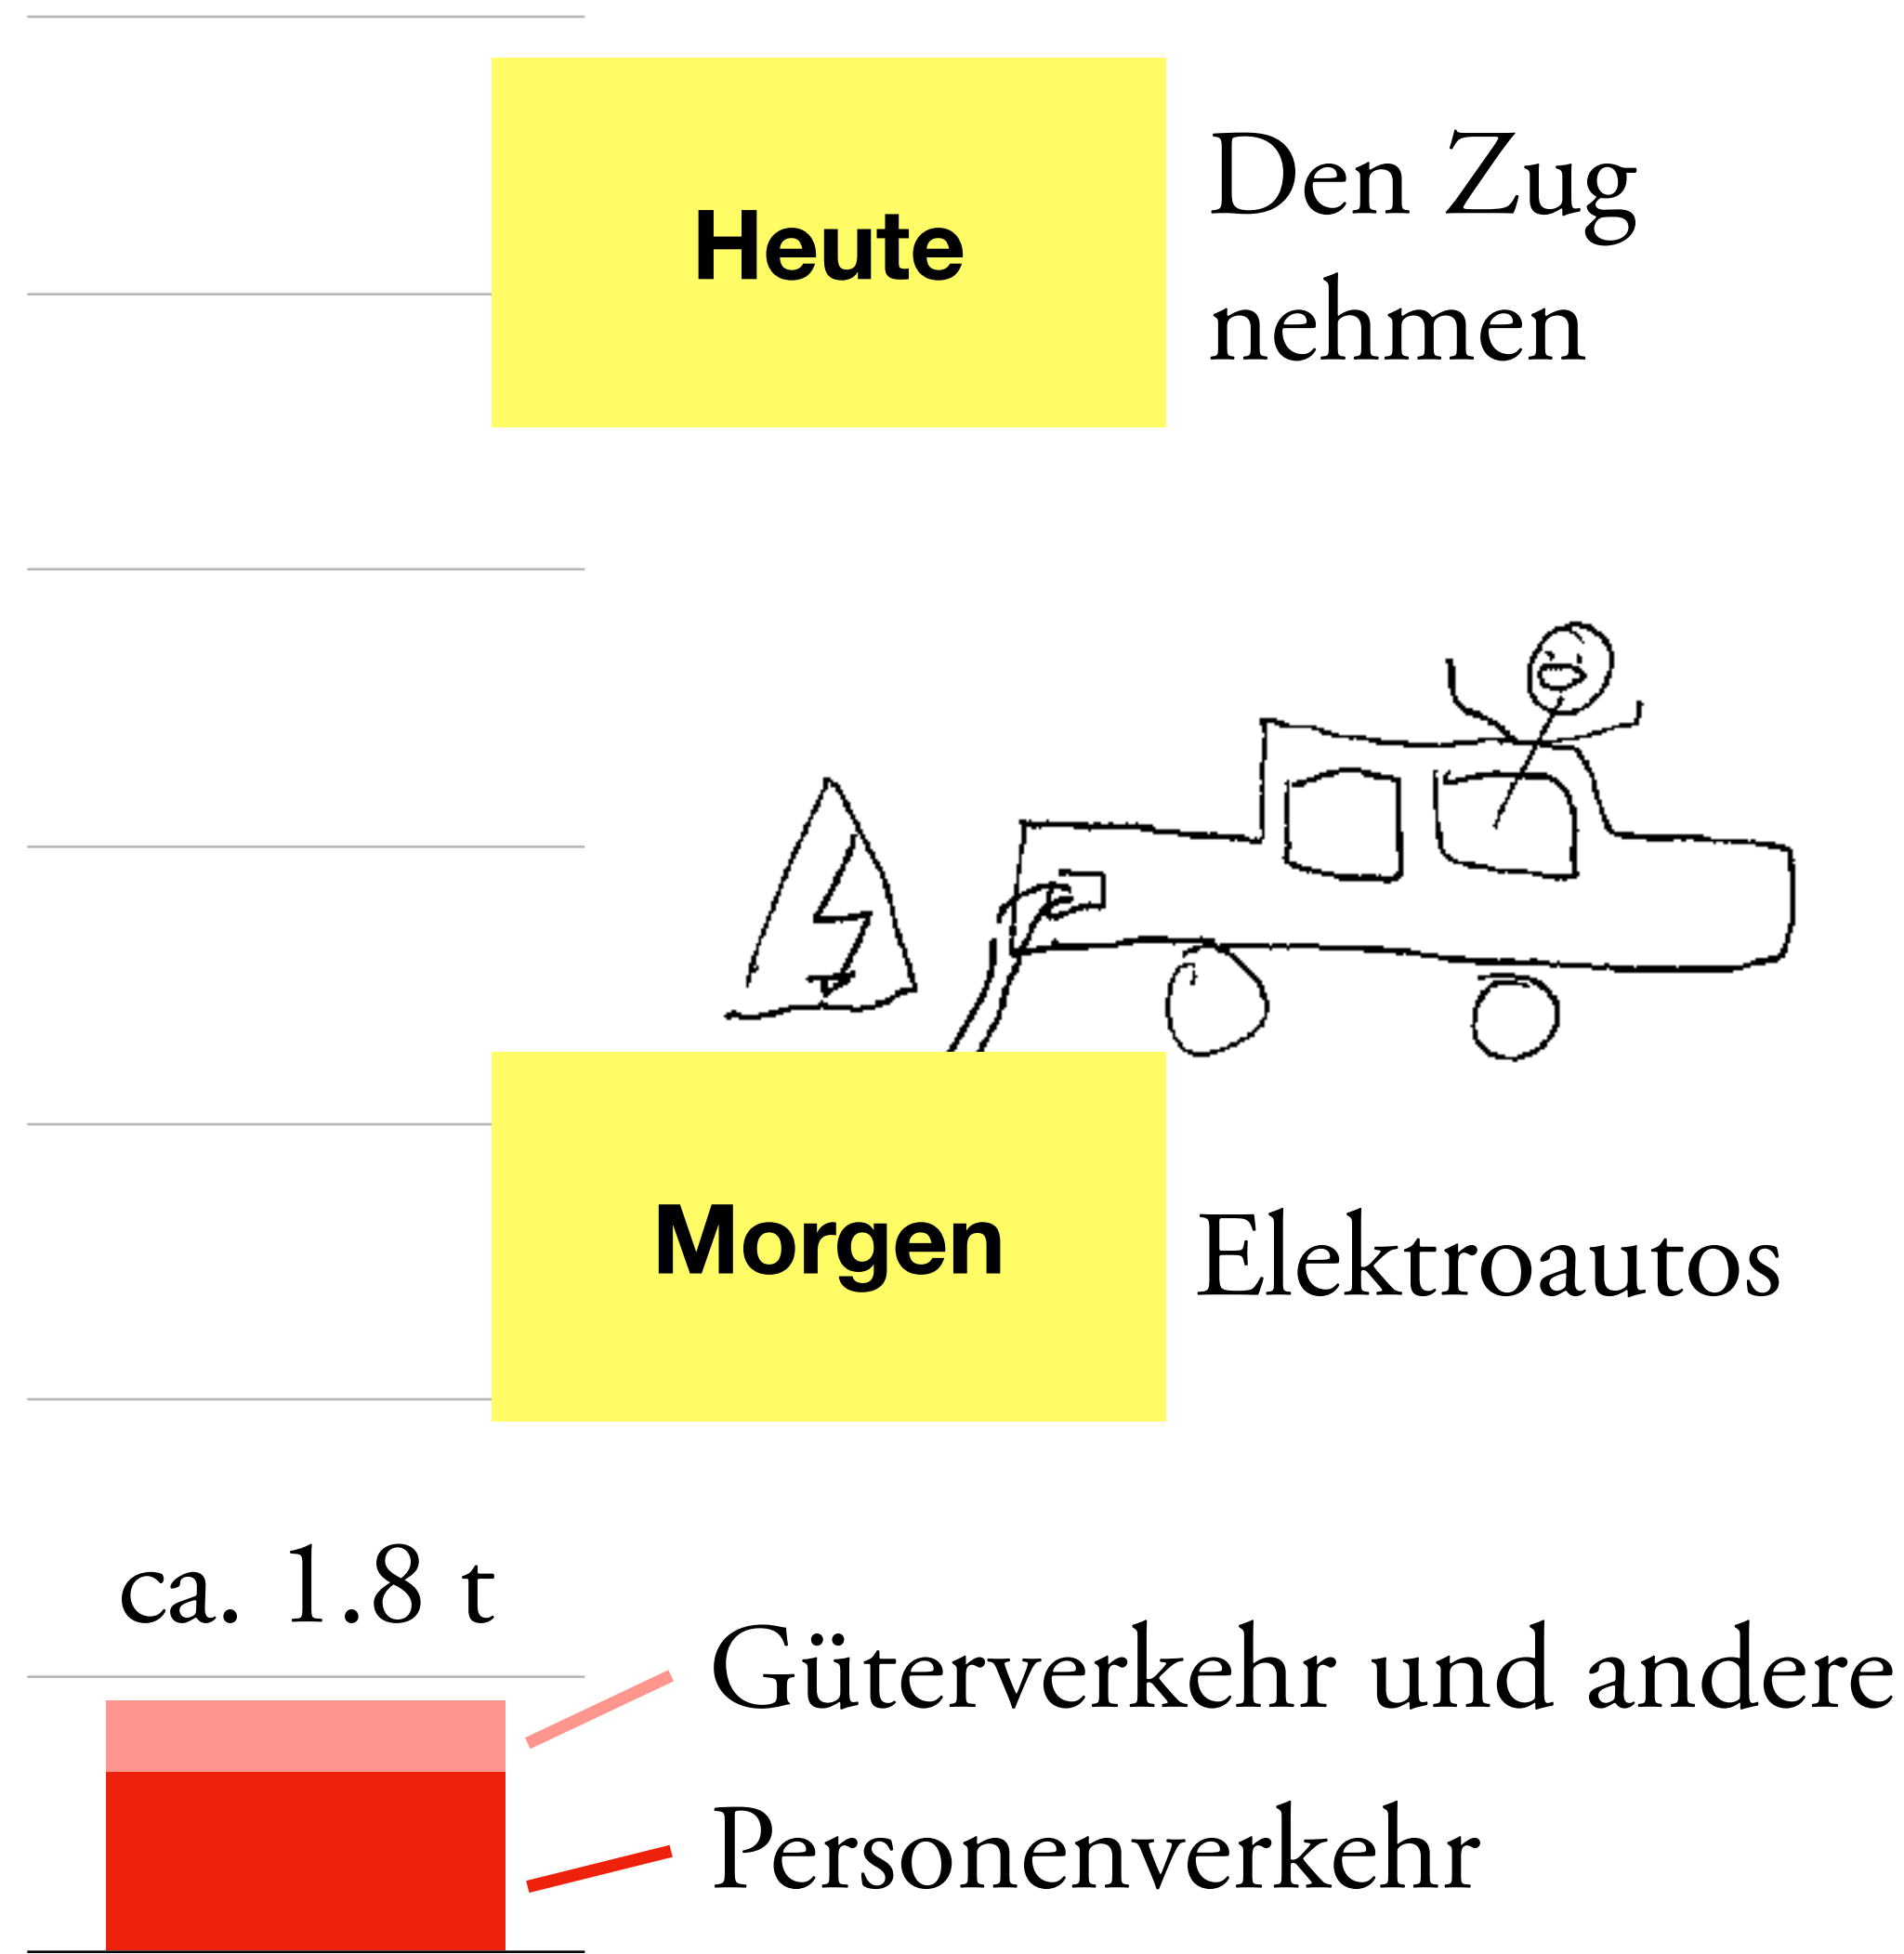 Heute
Den Zug
nehmen
Morgen
Elektroautos
ca. 1.8 t
Güterverkehr und andere
Personenverkehr